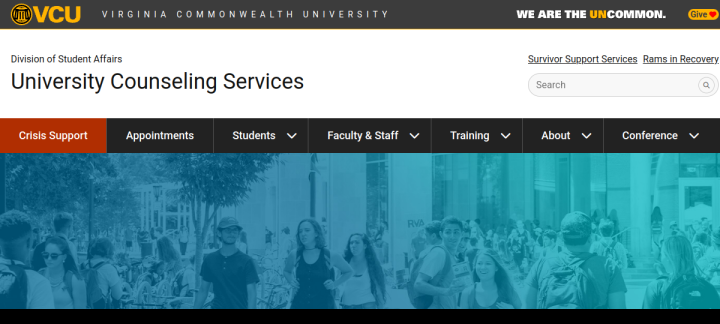 VCU VIRGINIA COMMONWEALTH UNIVERSITY WE ARE THE UNCOMMON. Give
Division of Student Affairs
Survivor Support Services Rams in Recovery
University Counseling Services
Search
Crisis Support Appointments Students Faculty & Staff Training About Conference
RVA